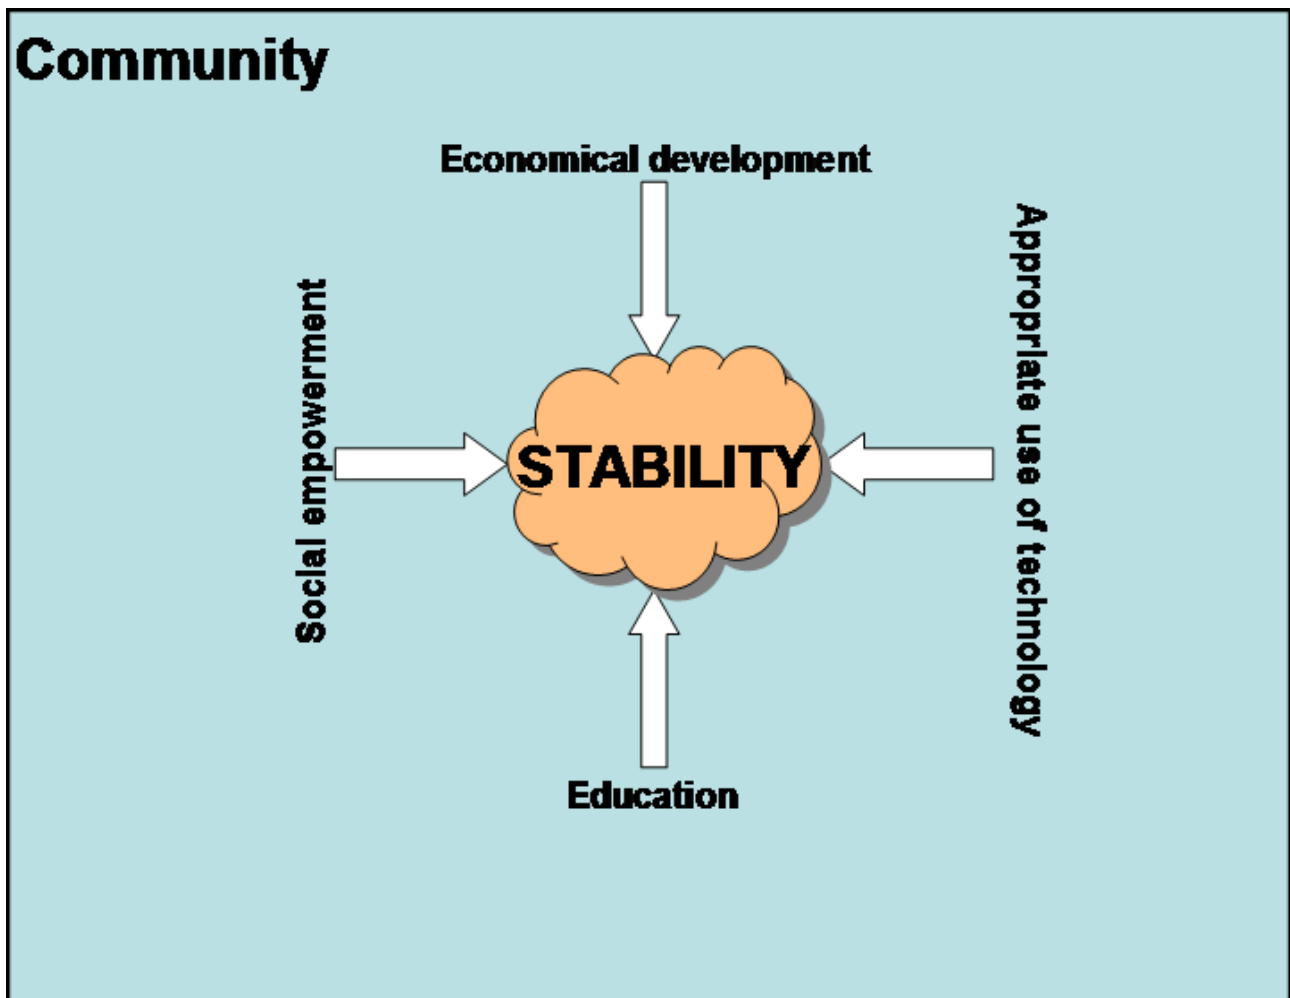 Community
Economical development
Social empowerment
Appropriate use of technology
STABILITY
Education